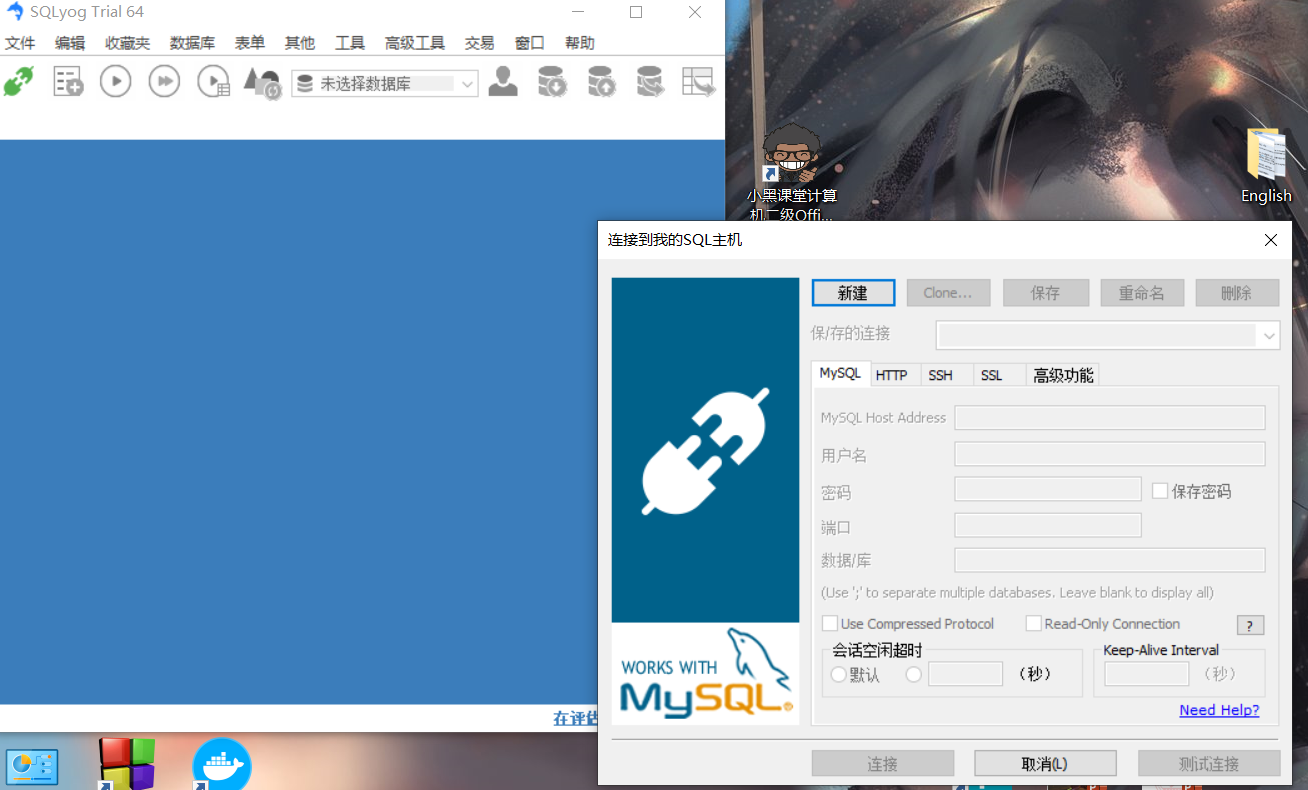 SQLyog Trial 64
文件 编辑 收藏夹 数据库 表单 其他 工具 高级工具 交易 窗口 帮助
未选择数据库
小黑课堂计算
机二级Offi...
English
连接到我的SQL主机
新建 Clone... 保存 重命名 删除
保/存的连接
MySQL HTTP SSH SSL 高级功能
MySQL Host Address
用户名
密码 保存密码
端口
数据/库
(Use ';' to separate multiple databases. Leave blank to display all)
Use Compressed Protocol Read-Only Connection ?
会话空闲超时 Keep-Alive Interval
默认 （秒） （秒）
Need Help?
WORKS WITH
MySQL
在评估
连接 取消(L) 测试连接